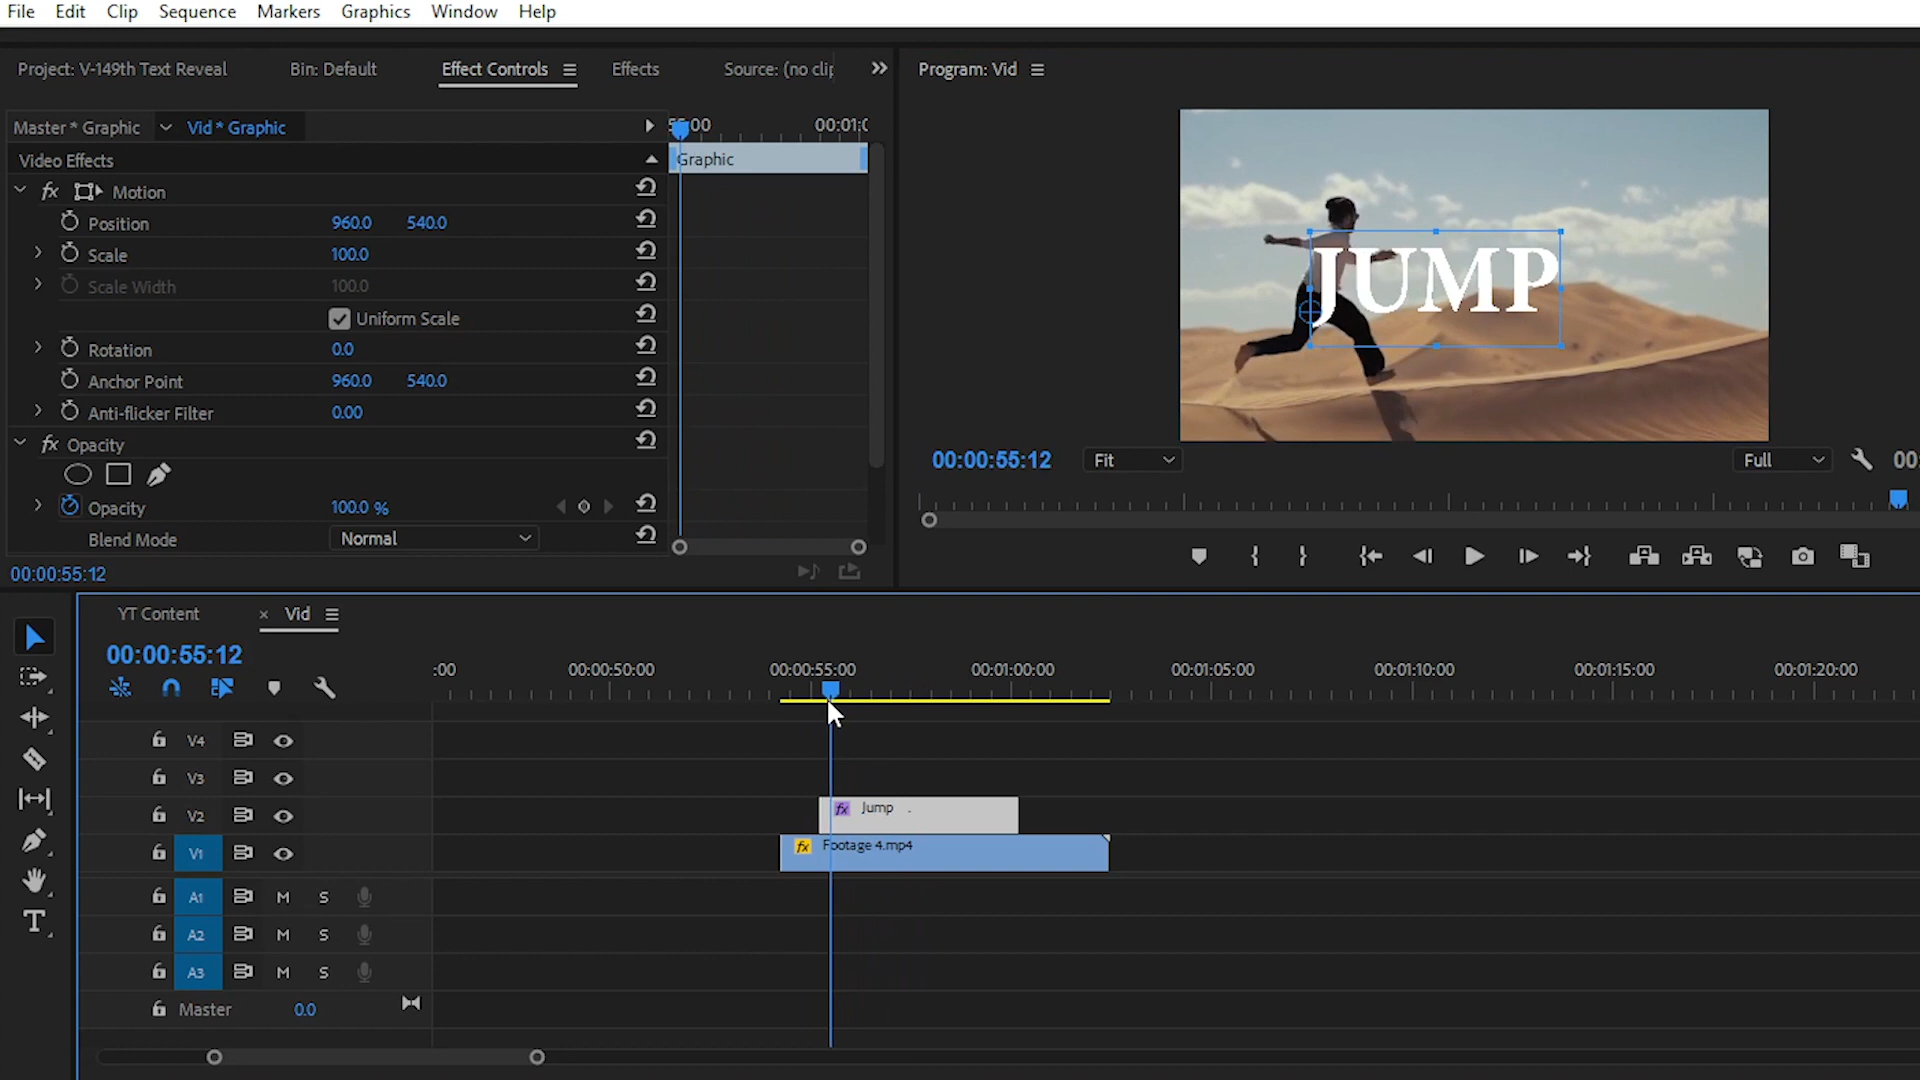 File Edit Clip Sequence Markers Graphics Window Help
Project: V-149th Text Reveal Bin: Default Effect Controls Effects Source: (no clip
Program: Vid
Master * Graphic Vid * Graphic
00:01:0
Video Effects
Graphic
fx Motion
Position 960.0 540.0
Scale 100.0
Scale Width 100.0
Uniform Scale
Rotation 0.0
Anchor Point 960.0 540.0
Anti-flicker Filter 0.00
fx Opacity
Opacity 100.0 %
Blend Mode Normal
00:00:55:12
JUMP
00:00:55:12 Fit Full 00:
YT Content × Vid
00:00:55:12
:00 00:00:50:00 00:00:55:00 00:01:00:00 00:01:05:00 00:01:10:00 00:01:15:00 00:01:20:00
V4
V3
V2
fx Jump .
V1
fx Footage 4.mp4
A1 M S
A2 M S
A3 M S
Master 0.0
T